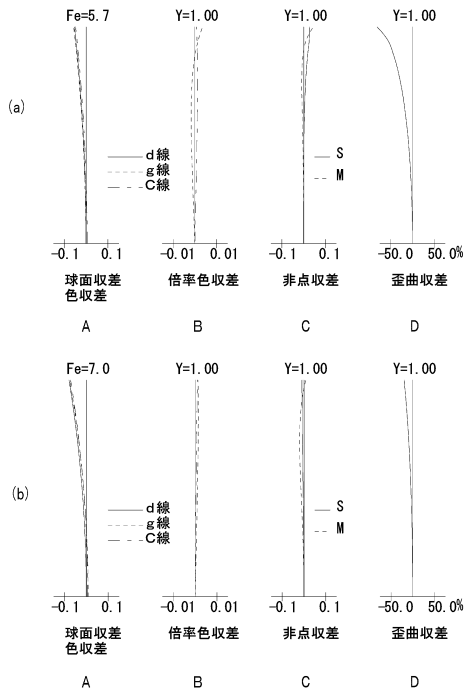 Fe=5.7 Y=1.00 Y=1.00 Y=1.00
(a)
d線
g線
C線
S
M
-0.1 0.1 -0.01 0.01 -0.1 0.1 -50.0 50.0%
球面収差 倍率色収差 非点収差 歪曲収差
色収差
A B C D
Fe=7.0 Y=1.00 Y=1.00 Y=1.00
(b)
d線
g線
C線
S
M
-0.1 0.1 -0.01 0.01 -0.1 0.1 -50.0 50.0%
球面収差 倍率色収差 非点収差 歪曲収差
色収差
A B C D